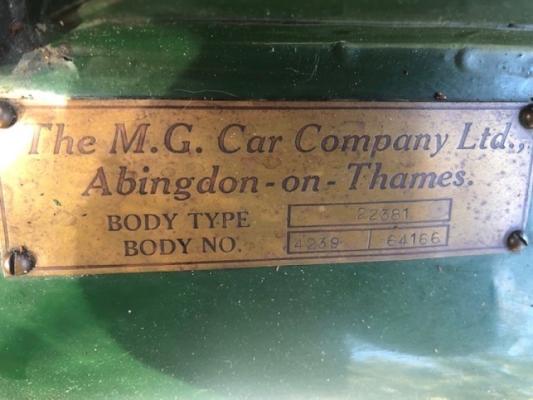 The M.G. Car Company Ltd.,
Abingdon-on-Thames.
BODY TYPE 22381
BODY NO. 4239 | 64166